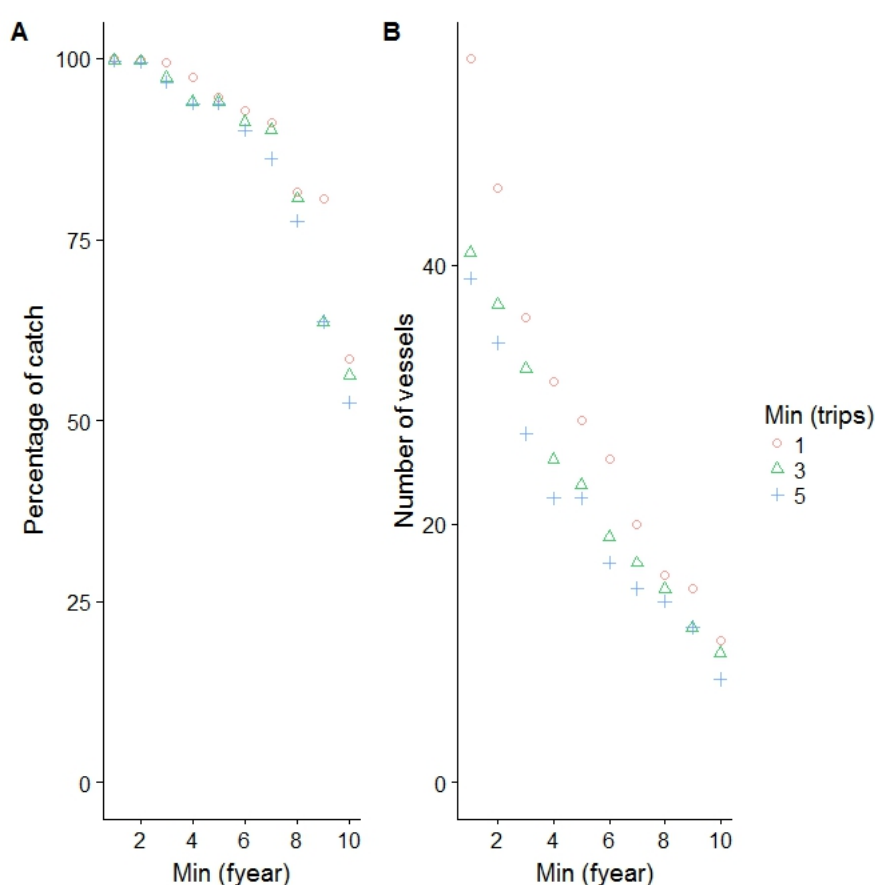 A
B
100
75
50
25
0
Percentage of catch
2 4 6 8 10
Min (fyear)
40
20
0
Number of vessels
2 4 6 8 10
Min (fyear)
Min (trips)
1
3
5